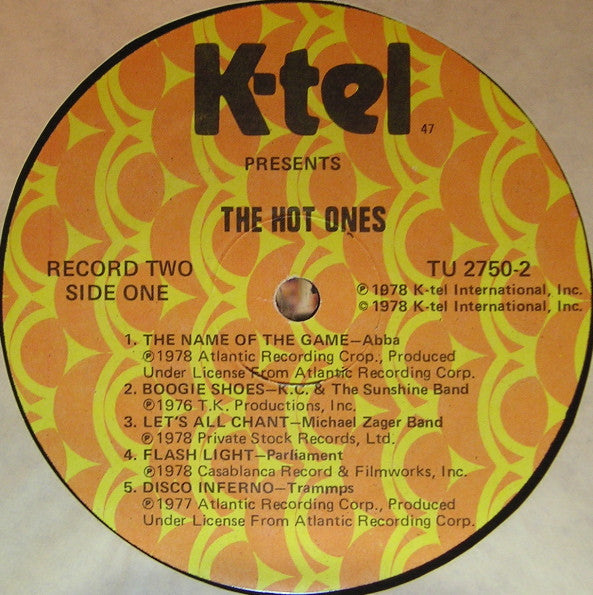 K-tel
47
PRESENTS
THE HOT ONES
RECORD TWO
SIDE ONE
TU 2750-2
℗ 1978 K-tel International, Inc.
© 1978 K-tel International, Inc.
1. THE NAME OF THE GAME—Abba
℗1978 Atlantic Recording Crop., Produced
Under License From Atlantic Recording Corp.
2. BOOGIE SHOES—K.C. & The Sunshine Band
℗1976 T.K. Productions, Inc.
3. LET'S ALL CHANT—Michael Zager Band
℗1978 Private Stock Records, Ltd.
4. FLASH LIGHT—Parliament
℗1978 Casablanca Record & Filmworks, Inc.
5. DISCO INFERNO—Trammps
℗1977 Atlantic Recording Corp., Produced
Under License From Atlantic Recording Corp.